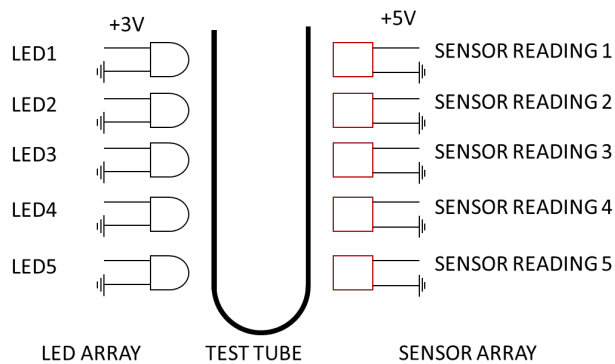 +3V
+5V
LED1
SENSOR READING 1
LED2
SENSOR READING 2
LED3
SENSOR READING 3
LED4
SENSOR READING 4
LED5
SENSOR READING 5
LED ARRAY
TEST TUBE
SENSOR ARRAY